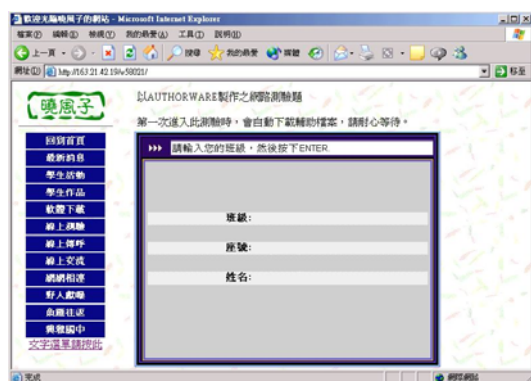 歡迎光臨曉風子的網站 - Microsoft Internet Explorer
檔案(F) 編輯(E) 檢視(V) 我的最愛(A) 工具(T) 說明(H)
上一頁 搜尋 我的最愛 媒體
網址(D) http://163.21.42.19/w58021/ 移至
曉風子
以AUTHORWARE製作之網路測驗題
第一次進入此測驗時，會自動下載輔助檔案，請耐心等待。
請輸入您的班級，然後按下ENTER.
班級:
座號:
姓名:
回到首頁
最新消息
學生活動
學生作品
軟體下載
線上測驗
線上傳呼
線上交流
網網相連
野人獻曝
魚雁往返
興雅國中
文字選單請按此
完成 網際網路